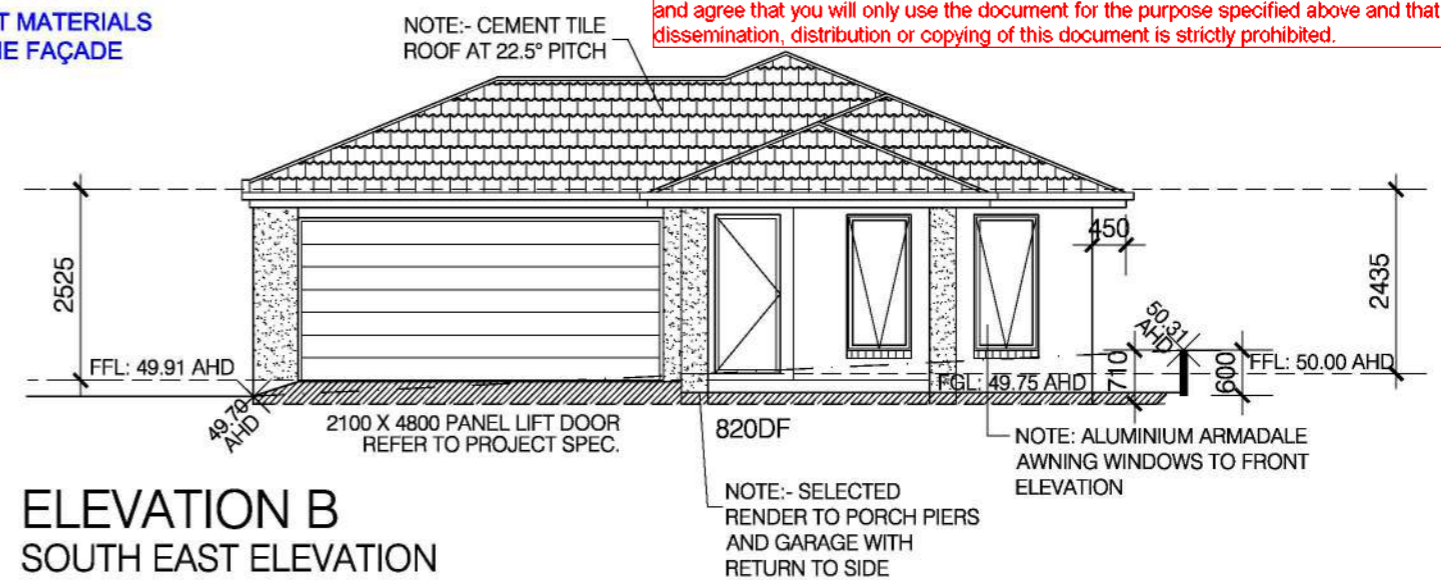 T MATERIALS
NE FAÇADE
NOTE:- CEMENT TILE
ROOF AT 22.5° PITCH
and agree that you will only use the document for the purpose specified above and that
dissemination, distribution or copying of this document is strictly prohibited.
2525
450
2435
FFL: 49.91 AHD
50.31
AHD
710
600
FFL: 50.00 AHD
FGL: 49.75 AHD
49.70
AHD
2100 X 4800 PANEL LIFT DOOR
REFER TO PROJECT SPEC.
820DF
NOTE: ALUMINIUM ARMADALE
AWNING WINDOWS TO FRONT
ELEVATION
NOTE:- SELECTED
RENDER TO PORCH PIERS
AND GARAGE WITH
RETURN TO SIDE
ELEVATION B
SOUTH EAST ELEVATION